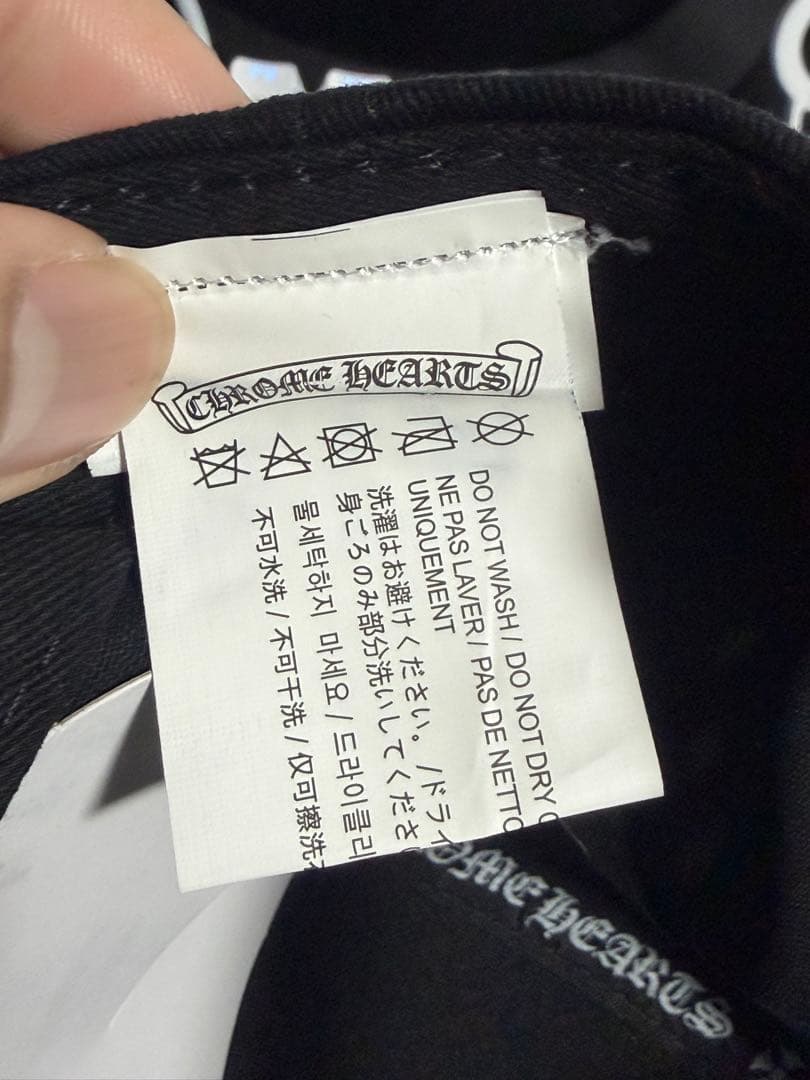 CHROME HEARTS
DO NOT WASH / DO NOT DRY
NE PAS LAVER / PAS DE NETTO
UNIQUEMENT
洗濯はお避けください。/ドライ
身ごろのみ部分洗いしてくださ
물세탁하지 마세요 / 드라이클리
不可水洗 / 不可干洗 / 仅可擦洗
OME HEARTS